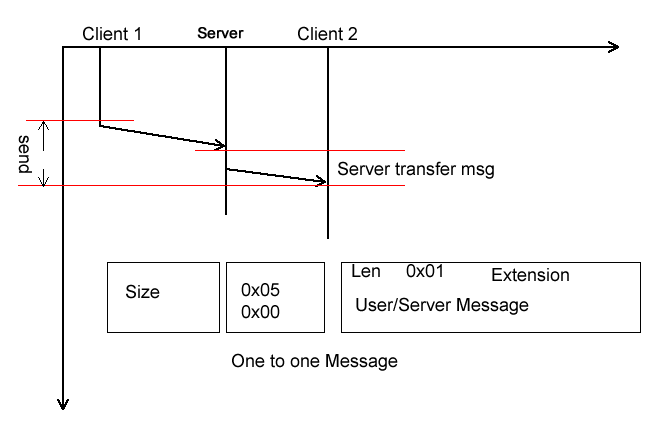 Client 1 Server Client 2
send
Server transfer msg
Size
0x05
0x00
Len 0x01 Extension
User/Server Message
One to one Message